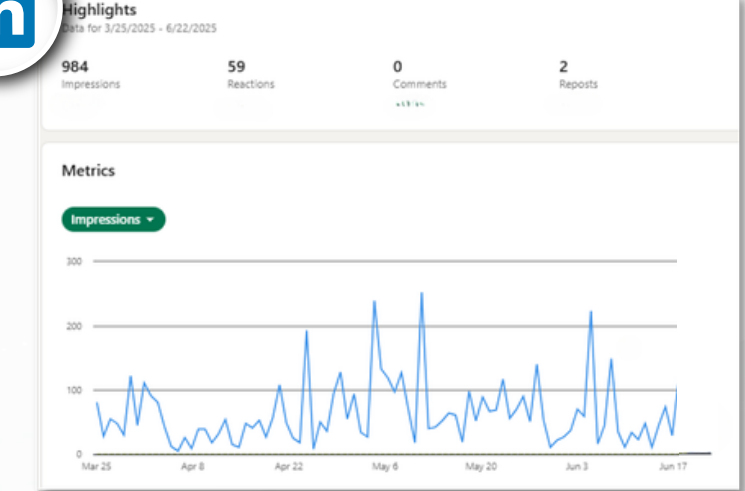 Highlights
Data for 3/25/2025 - 6/22/2025
984 59 0 2
Impressions Reactions Comments Reposts
Metrics
Impressions
300
200
100
0
Mar 25 Apr 8 Apr 22 May 6 May 20 Jun 3 Jun 17